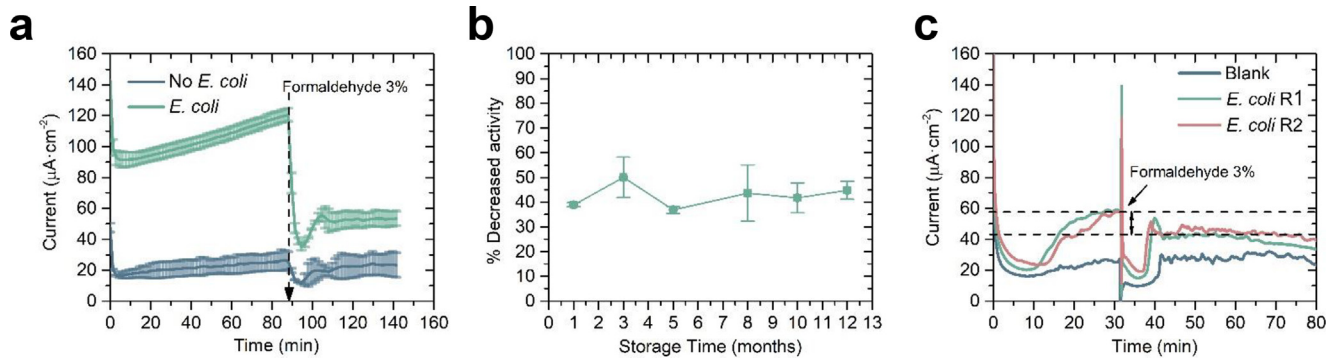 a
160
140
120
100
80
60
40
20
0
Current (µA·cm⁻²)
No E. coli
E. coli
Formaldehyde 3%
0 20 40 60 80 100 120 140 160
Time (min)
b
100
90
80
70
60
50
40
30
20
10
0
% Decreased activity
0 1 2 3 4 5 6 7 8 9 10 11 12 13
Storage Time (months)
c
160
140
120
100
80
60
40
20
0
Current (µA·cm⁻²)
Blank
E. coli R1
E. coli R2
Formaldehyde 3%
0 10 20 30 40 50 60 70 80
Time (min)